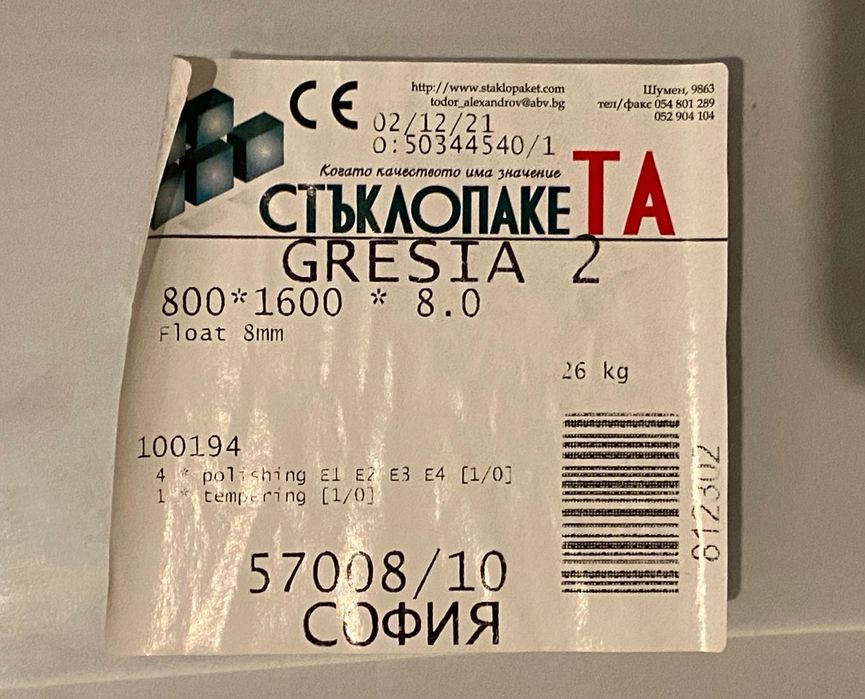 CE
http://www.staklopaket.com
todor_alexandrov@abv.bg
Шумен, 9863
тел/факс 054 801 289
052 904 104
02/12/21
O:50344540/1
Когато качеството има значение
СТЪКЛОПАКЕТА
GRESIA 2
800*1600 * 8.0
Float 8mm
26 kg
100194
4 * polishing E1 E2 E3 E4 [1/0]
1 * tempering [1/0]
812302
57008/10
СОФИЯ